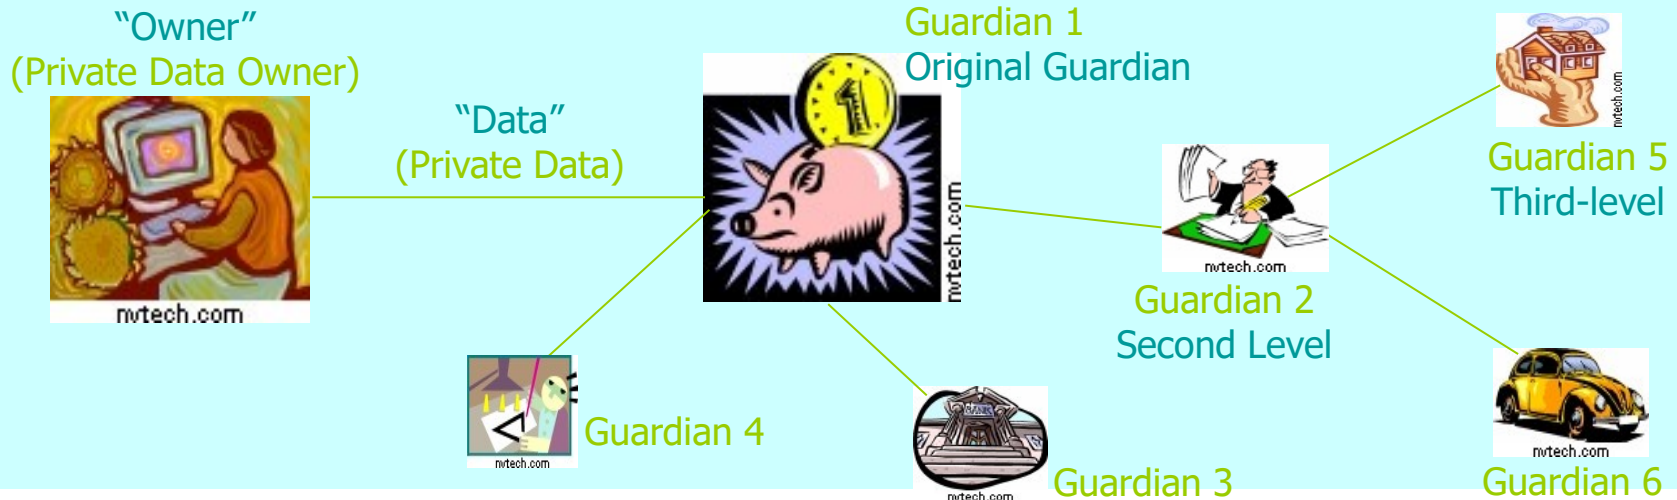 “Owner”
(Private Data Owner)
nvtech.com
“Data”
(Private Data)
Guardian 1
Original Guardian
nvtech.com
nvtech.com
Guardian 5
Third-level
nvtech.com
Guardian 2
Second Level
nvtech.com
Guardian 4
BANK
nvtech.com
Guardian 3
nvtech.com
Guardian 6